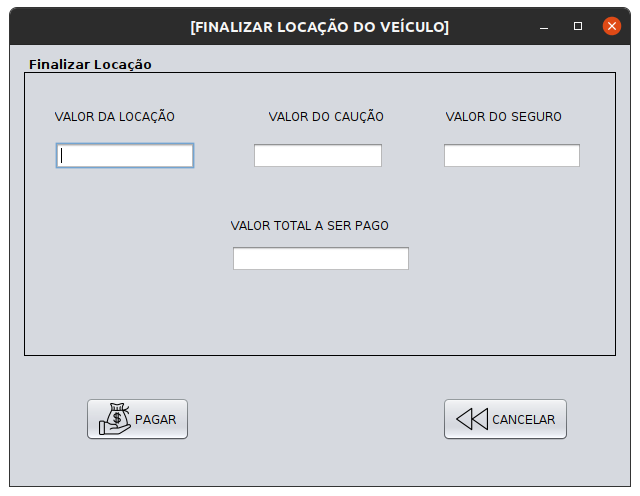 [FINALIZAR LOCAÇÃO DO VEÍCULO]
Finalizar Locação
VALOR DA LOCAÇÃO
VALOR DO CAUÇÃO
VALOR DO SEGURO
VALOR TOTAL A SER PAGO
$ PAGAR
CANCELAR